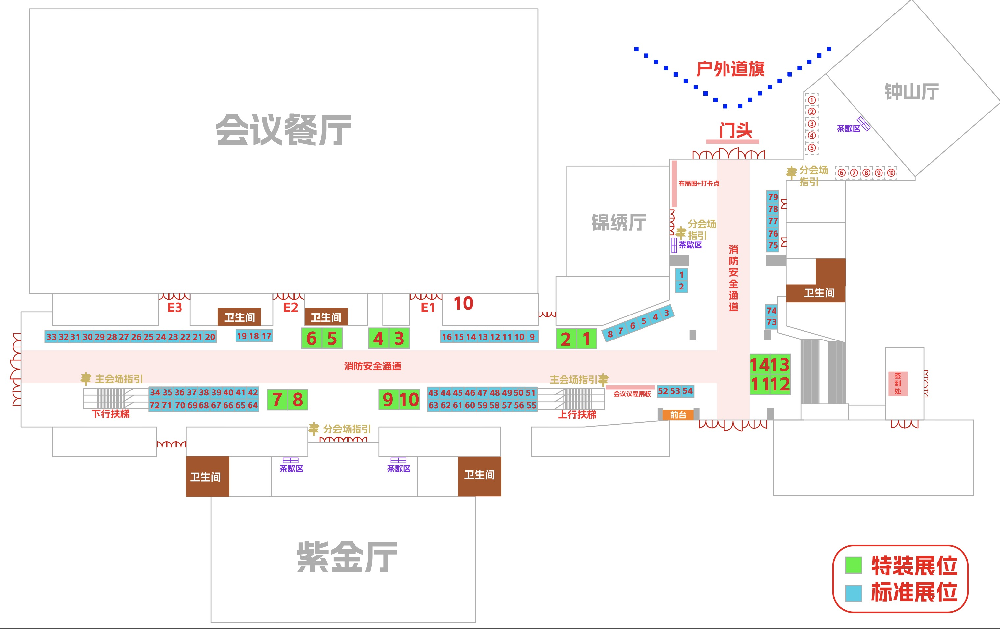 户外道旗
钟山厅
①
②
③
④
⑤
茶歇区
会议餐厅
门头
分会场
指引
⑥ ⑦ ⑧ ⑨ ⑩
布局图+打卡点
79
78
77
76
75
锦绣厅
分会场
指引
茶歇区
消防安全通道
1
2
卫生间
E3
E2
E1
10
卫生间
卫生间
74
73
3
4
5
6
7
8
33 32 31 30 29 28 27 26 25 24 23 22 21 20
19 18 17
6 5
4 3
16 15 14 13 12 11 10 9
2 1
消防安全通道
14 13
11 12
签到处
主会场指引
主会场指引
34 35 36 37 38 39 40 41 42
72 71 70 69 68 67 66 65 64
7 8
9 10
43 44 45 46 47 48 49 50 51
63 62 61 60 59 58 57 56 55
会议议程展板
52 53 54
下行扶梯
上行扶梯
前台
分会场指引
茶歇区
茶歇区
卫生间
卫生间
紫金厅
特装展位
标准展位